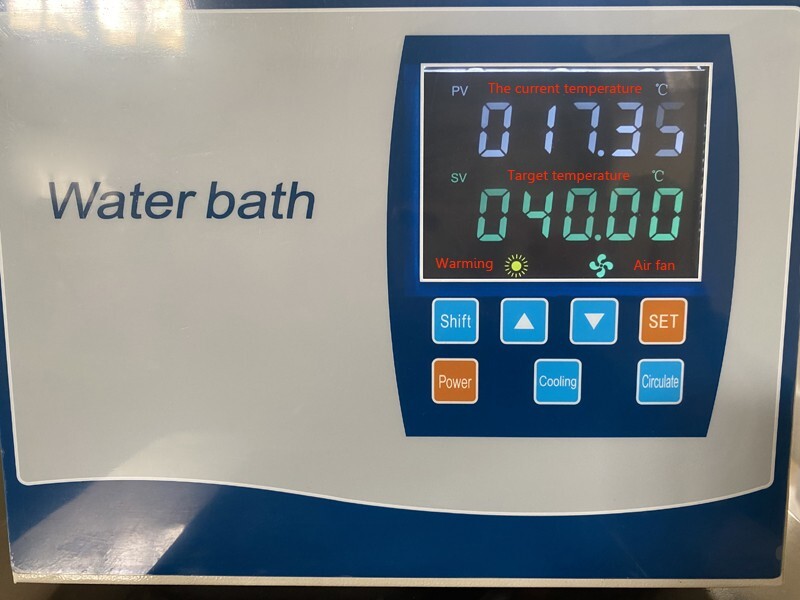 Water bath
PV The current temperature °C
017.35
SV Target temperature °C
040.00
Warming Air fan
Shift SET
Power Cooling Circulate